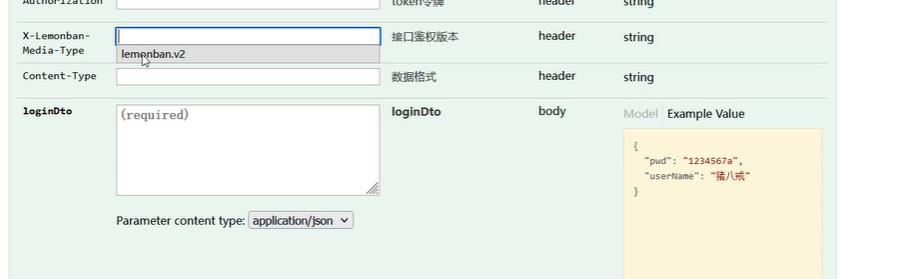 Authorization token令牌 header string
X-Lemonban-Media-Type 接口鉴权版本 header string
lemonban.v2
Content-Type 数据格式 header string
loginDto (required) loginDto body Model Example Value
{
"pwd": "1234567a",
"userName": "猪八戒"
}
Parameter content type: application/json